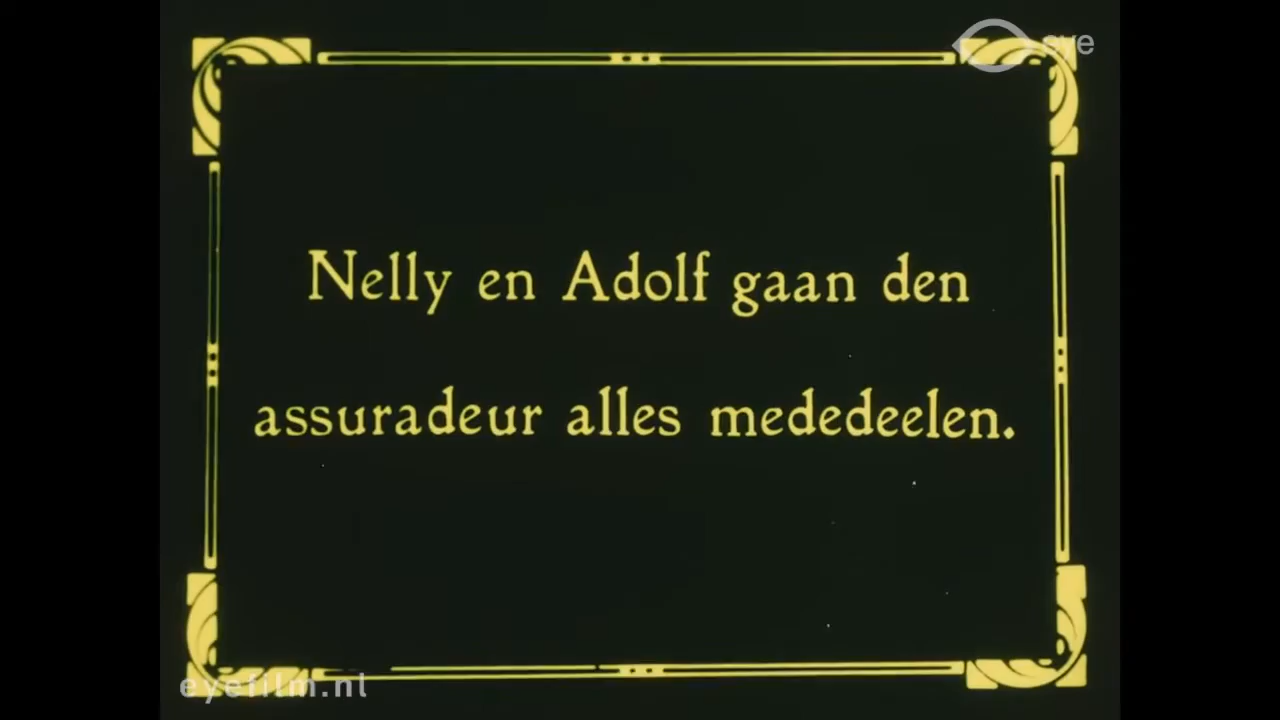 eye
Nelly en Adolf gaan den
assuradeur alles mededeelen.
eyefilm.nl